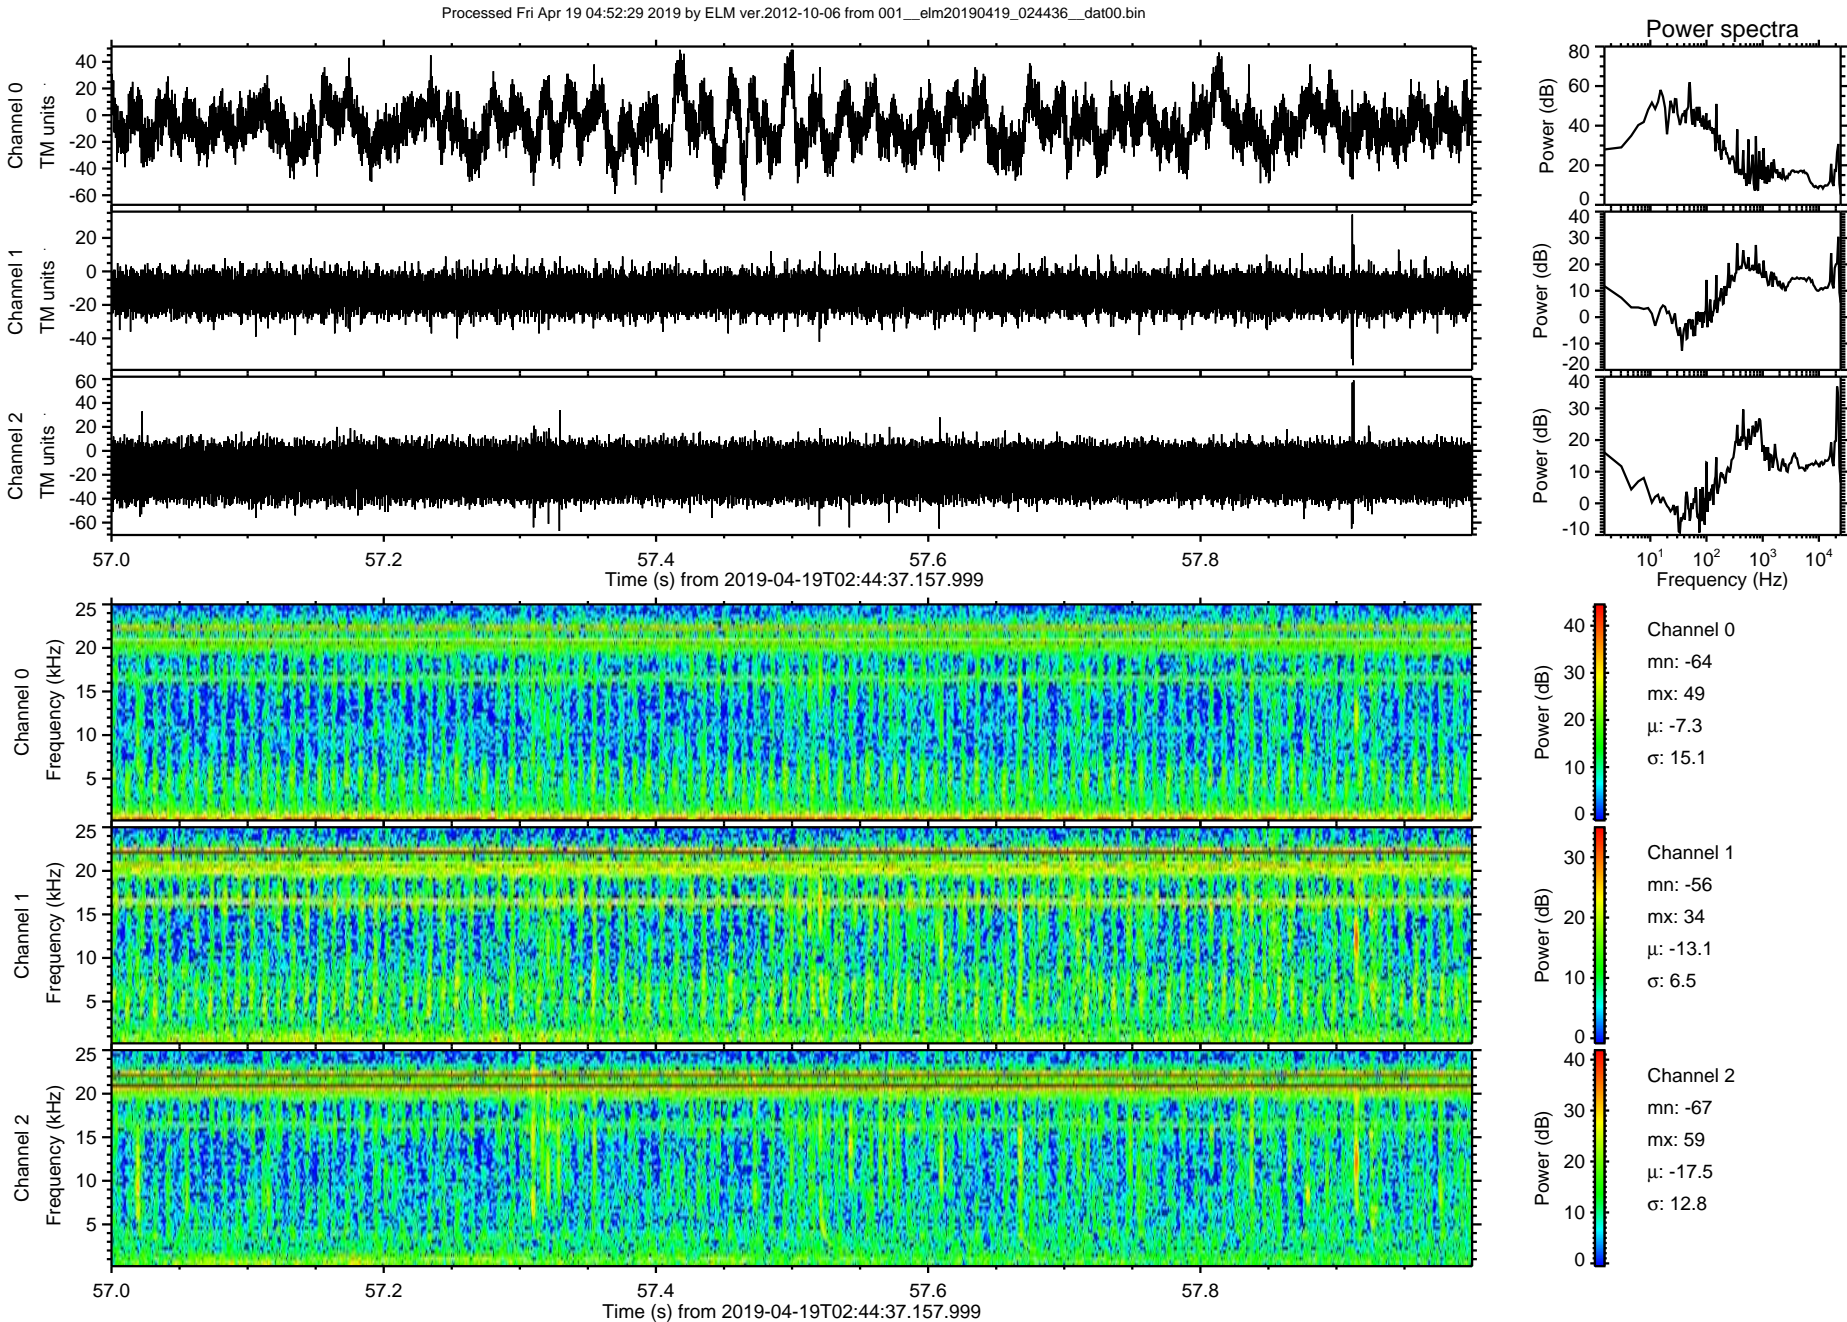 Processed Fri Apr 19 04:52:29 2019 by ELM ver.2012-10-06 from 001__elm20190419_024436__dat00.bin
Channel 0
TM units
40
20
0
-20
-40
-60
Channel 1
TM units
20
0
-20
-40
Channel 2
TM units
60
40
20
0
-20
-40
-60
57.0 57.2 57.4 57.6 57.8
Time (s) from 2019-04-19T02:44:37.157.999
Power spectra
Power (dB)
80
60
40
20
0
Power (dB)
40
30
20
10
0
-10
-20
Power (dB)
40
30
20
10
0
-10
10^1 10^2 10^3 10^4
Frequency (Hz)
Channel 0
Frequency (kHz)
25
20
15
10
5
Power (dB)
40
30
20
10
0
Channel 0
mn: -64
mx: 49
μ: -7.3
σ: 15.1
Channel 1
Frequency (kHz)
25
20
15
10
5
Power (dB)
30
20
10
0
Channel 1
mn: -56
mx: 34
μ: -13.1
σ: 6.5
Channel 2
Frequency (kHz)
25
20
15
10
5
Power (dB)
40
30
20
10
0
Channel 2
mn: -67
mx: 59
μ: -17.5
σ: 12.8
57.0 57.2 57.4 57.6 57.8
Time (s) from 2019-04-19T02:44:37.157.999